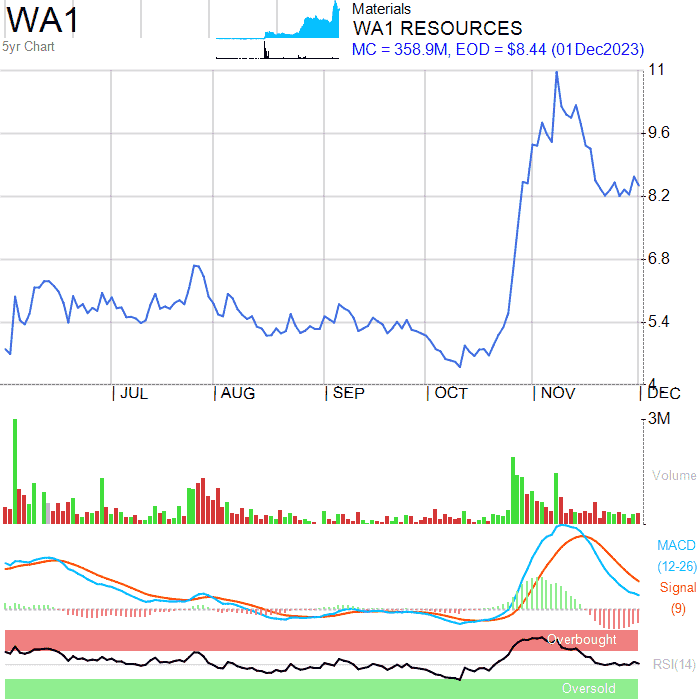 WA1
5yr Chart
Materials
WA1 RESOURCES
MC = 358.9M, EOD = $8.44 (01Dec2023)
11
9.6
8.2
6.8
5.4
4
JUL AUG SEP OCT NOV DEC
3M
Volume
MACD
(12-26)
Signal
(9)
Overbought
RSI(14)
Oversold